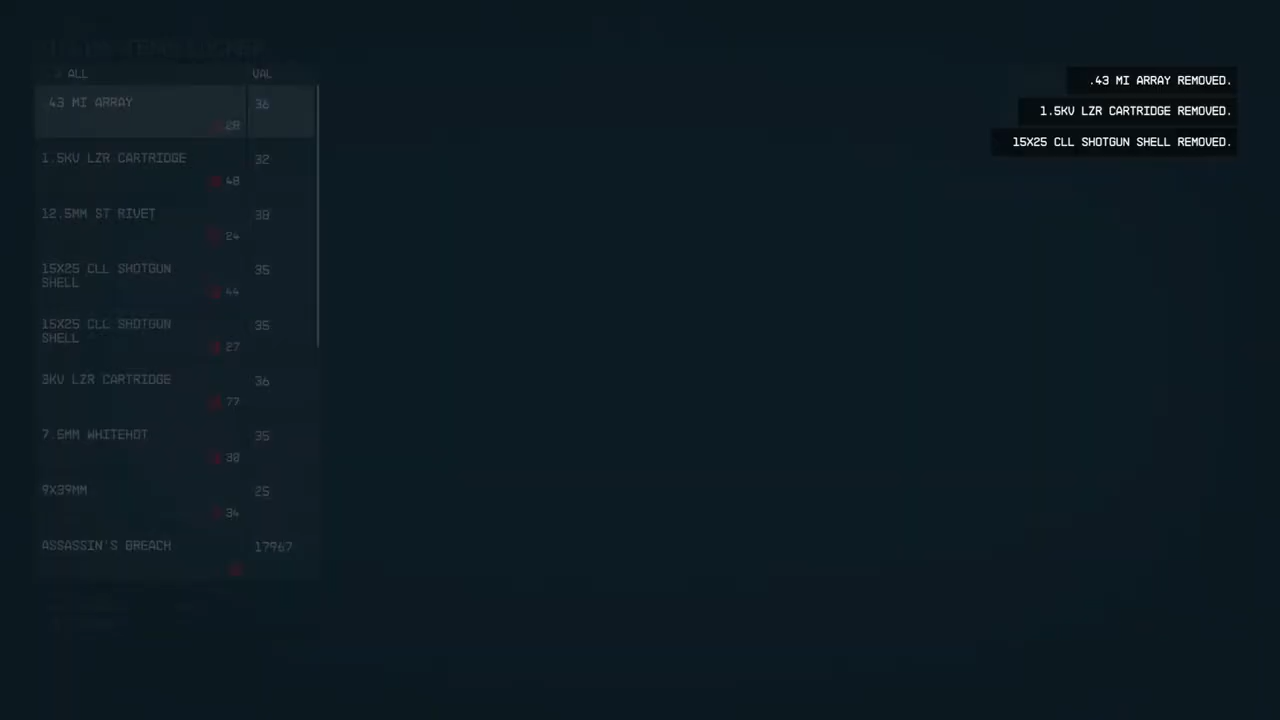 ALL VAL
.43 MI ARRAY 36
28
1.5KV LZR CARTRIDGE 32
48
12.5MM ST RIVET 38
24
15X25 CLL SHOTGUN
SHELL 35
44
15X25 CLL SHOTGUN
SHELL 35
27
3KV LZR CARTRIDGE 36
77
7.5MM WHITEHOT 35
38
9X39MM 25
34
ASSASSIN'S BREACH 17967
.43 MI ARRAY REMOVED.
1.5KV LZR CARTRIDGE REMOVED.
15X25 CLL SHOTGUN SHELL REMOVED.